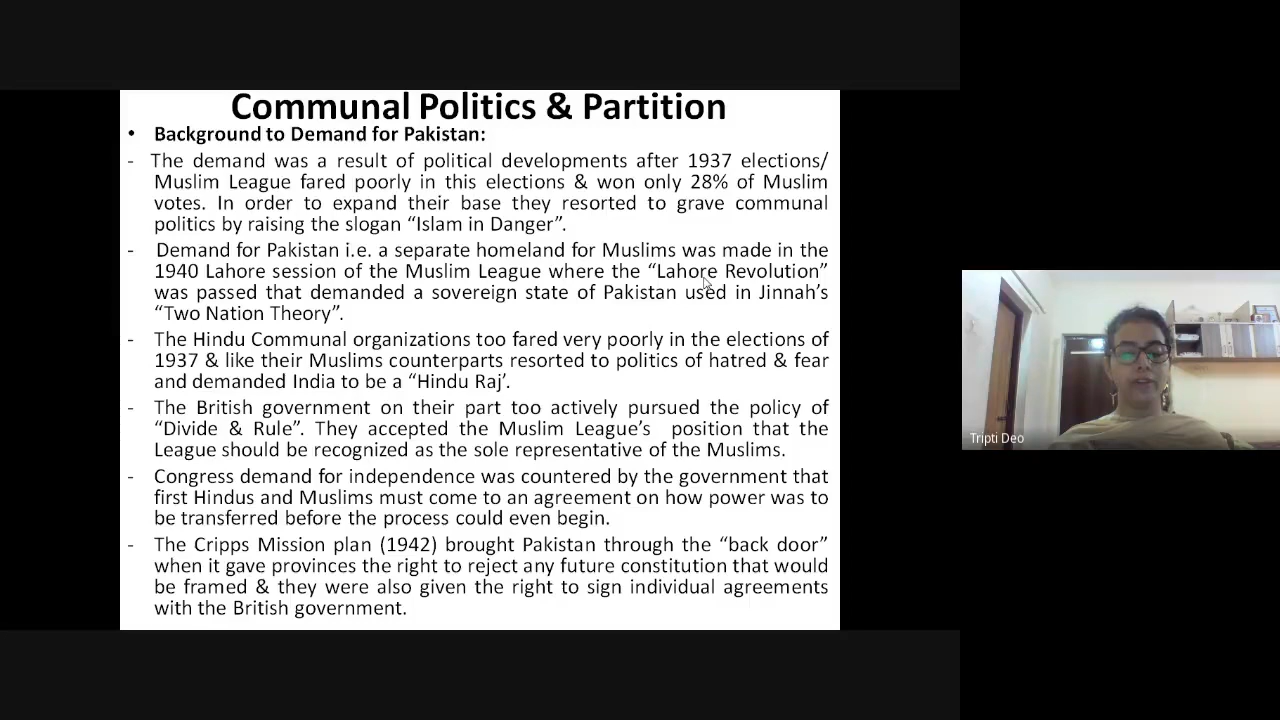 Communal Politics & Partition
• Background to Demand for Pakistan:
- The demand was a result of political developments after 1937 elections/
Muslim League fared poorly in this elections & won only 28% of Muslim
votes. In order to expand their base they resorted to grave communal
politics by raising the slogan “Islam in Danger”.
- Demand for Pakistan i.e. a separate homeland for Muslims was made in the
1940 Lahore session of the Muslim League where the “Lahore Revolution”
was passed that demanded a sovereign state of Pakistan used in Jinnah’s
“Two Nation Theory”.
- The Hindu Communal organizations too fared very poorly in the elections of
1937 & like their Muslims counterparts resorted to politics of hatred & fear
and demanded India to be a “Hindu Raj’.
- The British government on their part too actively pursued the policy of
“Divide & Rule”. They accepted the Muslim League’s position that the
League should be recognized as the sole representative of the Muslims.
- Congress demand for independence was countered by the government that
first Hindus and Muslims must come to an agreement on how power was to
be transferred before the process could even begin.
- The Cripps Mission plan (1942) brought Pakistan through the “back door”
when it gave provinces the right to reject any future constitution that would
be framed & they were also given the right to sign individual agreements
with the British government.
Tripti Deo